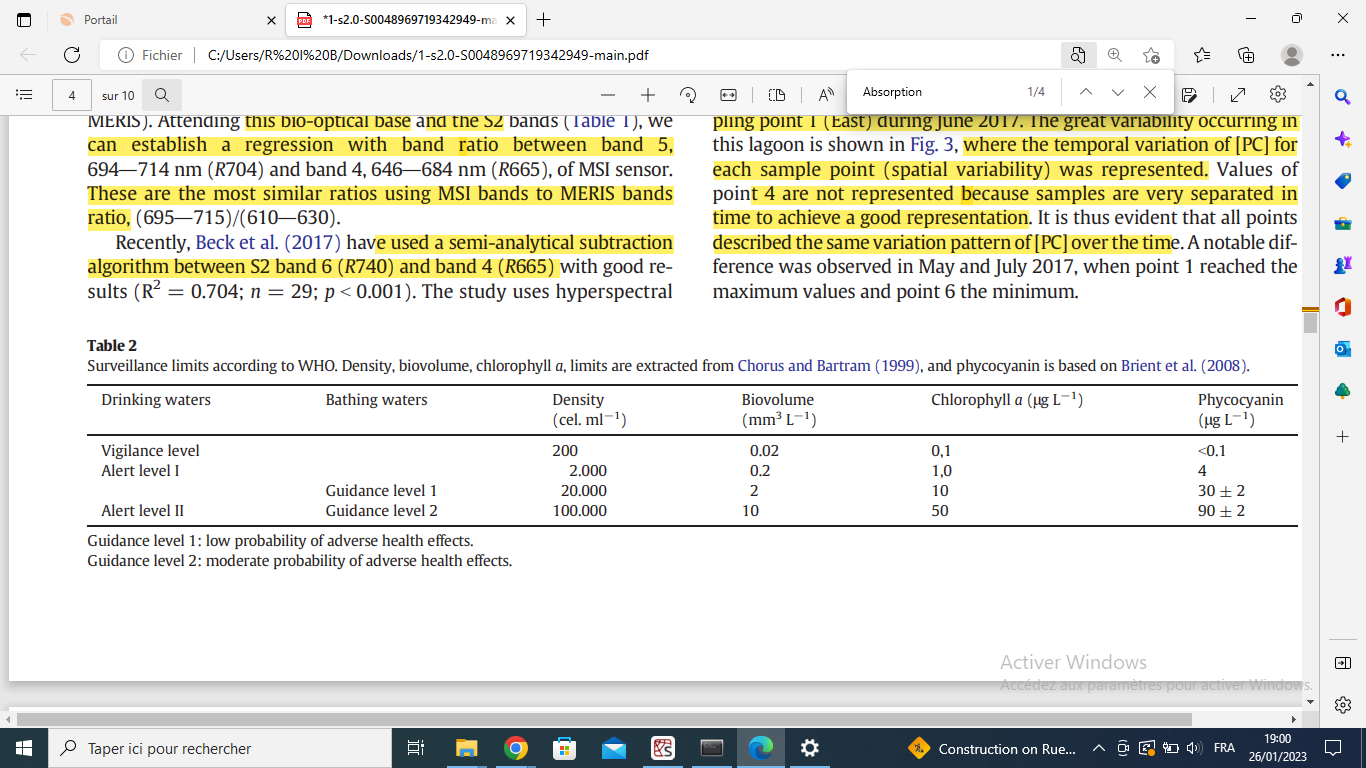 Portail
*1-s2.0-S0048969719342949-ma
Fichier
C:/Users/R%20I%20B/Downloads/1-s2.0-S0048969719342949-main.pdf
4 sur 10
Absorption 1/4
MERIS). Attending this bio-optical base and the S2 bands (Table 1), we
can establish a regression with band ratio between band 5,
694—714 nm (R704) and band 4, 646—684 nm (R665), of MSI sensor.
These are the most similar ratios using MSI bands to MERIS bands
ratio, (695—715)/(610—630).
Recently, Beck et al. (2017) have used a semi-analytical subtraction
algorithm between S2 band 6 (R740) and band 4 (R665) with good re-
sults (R² = 0.704; n = 29; p < 0.001). The study uses hyperspectral
pling point 1 (East) during June 2017. The great variability occurring in
this lagoon is shown in Fig. 3, where the temporal variation of [PC] for
each sample point (spatial variability) was represented. Values of
point 4 are not represented because samples are very separated in
time to achieve a good representation. It is thus evident that all points
described the same variation pattern of [PC] over the time. A notable dif-
ference was observed in May and July 2017, when point 1 reached the
maximum values and point 6 the minimum.
Table 2
Surveillance limits according to WHO. Density, biovolume, chlorophyll a, limits are extracted from Chorus and Bartram (1999), and phycocyanin is based on Brient et al. (2008).
Drinking waters Bathing waters Density Biovolume Chlorophyll a (μg L⁻¹) Phycocyanin
(cel. ml⁻¹) (mm³ L⁻¹) (μg L⁻¹)
Vigilance level 200 0.02 0,1 <0.1
Alert level I 2.000 0.2 1,0 4
Guidance level 1 20.000 2 10 30 ± 2
Alert level II Guidance level 2 100.000 10 50 90 ± 2
Guidance level 1: low probability of adverse health effects.
Guidance level 2: moderate probability of adverse health effects.
Activer Windows
Accédez aux paramètres pour activer Windows.
Taper ici pour rechercher
Construction on Rue...
FRA
19:00
26/01/2023